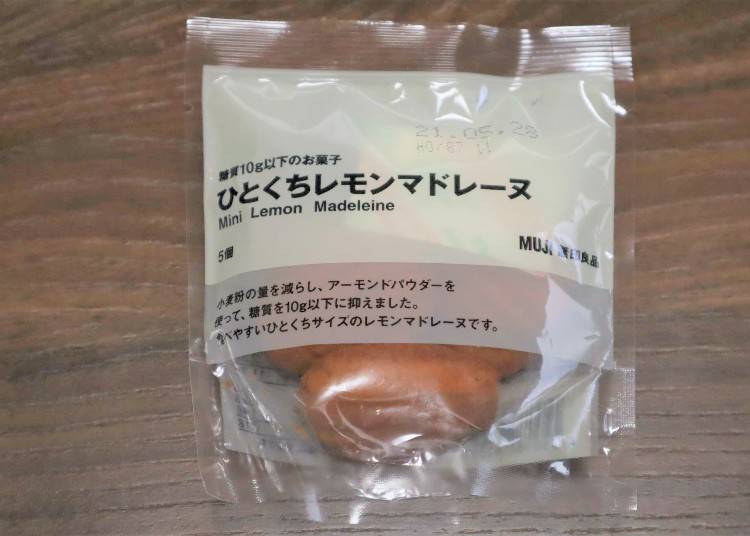 21.05.28
糖質10g以下のお菓子
ひとくちレモンマドレーヌ
Mini Lemon Madeleine
5個
MUJI 無印良品
小麦粉の量を減らし、アーモンドパウダーを
使って、糖質を10g以下に抑えました。
食べやすいひとくちサイズのレモンマドレーヌです。